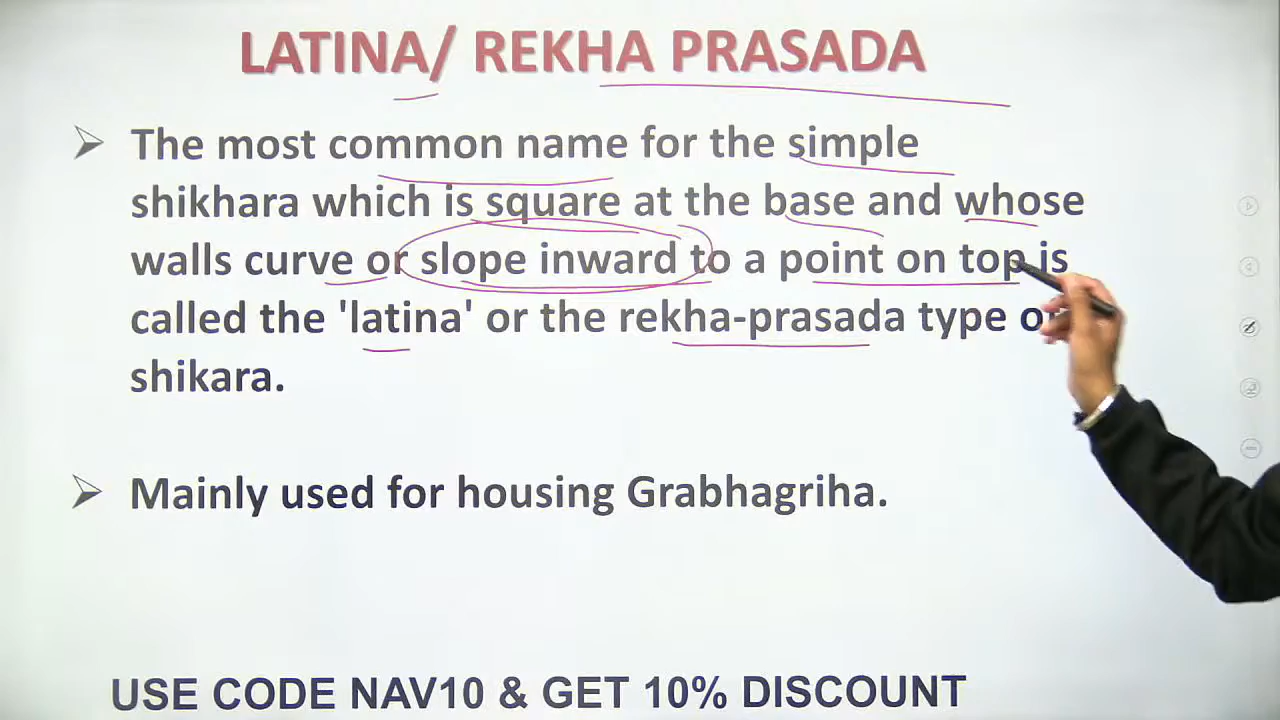 LATINA/ REKHA PRASADA
The most common name for the simple
shikhara which is square at the base and whose
walls curve or slope inward to a point on top is
called the 'latina' or the rekha-prasada type
shikara.
Mainly used for housing Grabhagriha.
USE CODE NAV10 & GET 10% DISCOUNT